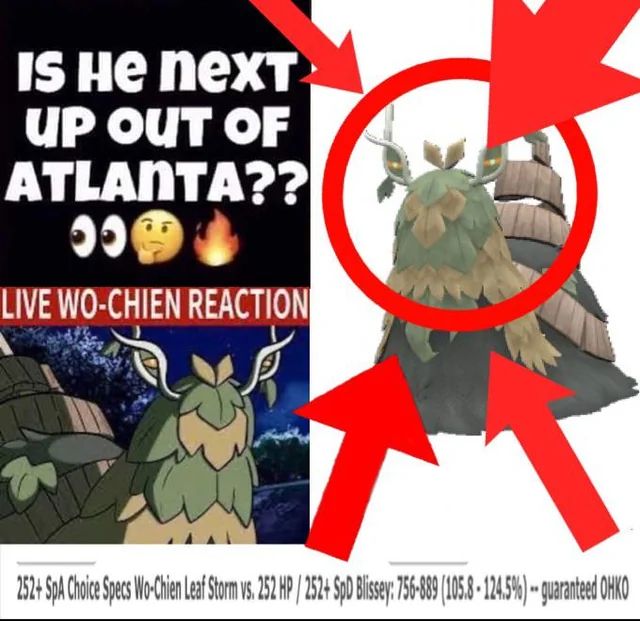 IS HE NEXT
UP OUT OF
ATLANTA??
👀🤔🔥
LIVE WO-CHIEN REACTION
252+ SpA Choice Specs Wo-Chien Leaf Storm vs. 252 HP / 252+ SpD Blissey: 756-889 (105.8 - 124.5%) -- guaranteed OHKO